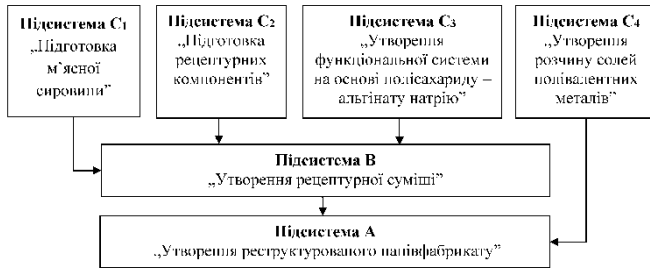 Підсистема С₁
„Підготовка
м’ясної
сировини”
Підсистема С₂
„Підготовка
рецептурних
компонентів”
Підсистема С₃
„Утворення
функціональної системи
на основі полісахариду –
альгінату натрію”
Підсистема С₄
„Утворення
розчину солей
полівалентних
металів”
Підсистема В
„Утворення рецептурної суміші”
Підсистема А
„Утворення реструктурованого напівфабрикату”